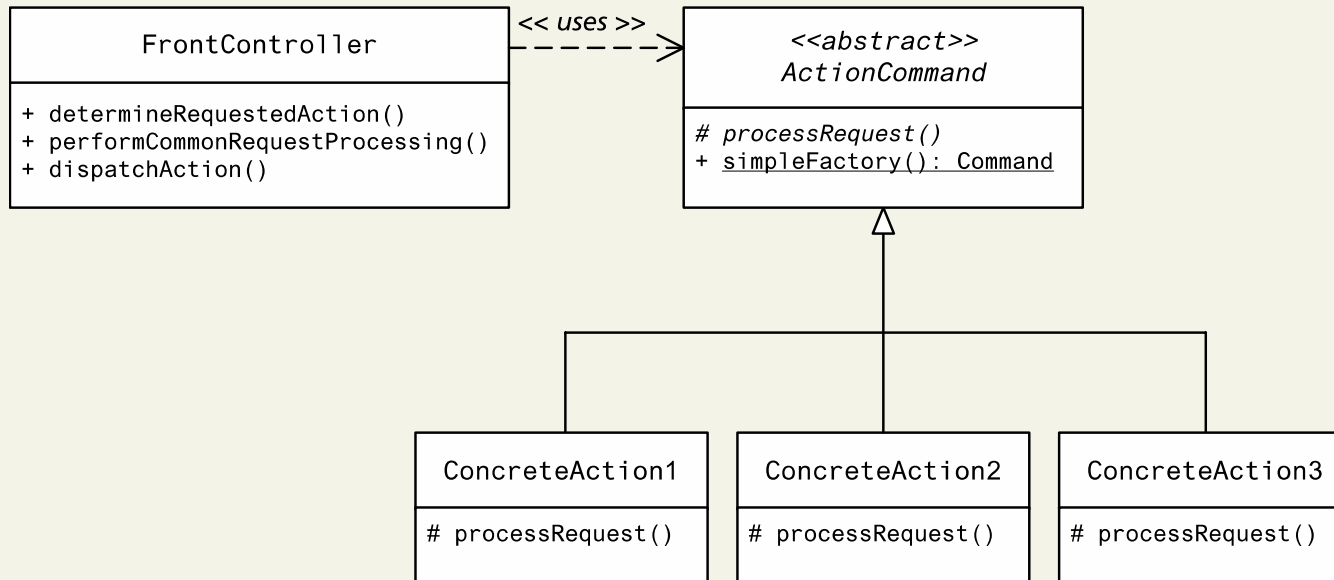 FrontController
+ determineRequestedAction()
+ performCommonRequestProcessing()
+ dispatchAction()
<< uses >>
<<abstract>>
ActionCommand
# processRequest()
+ simpleFactory(): Command
ConcreteAction1
# processRequest()
ConcreteAction2
# processRequest()
ConcreteAction3
# processRequest()